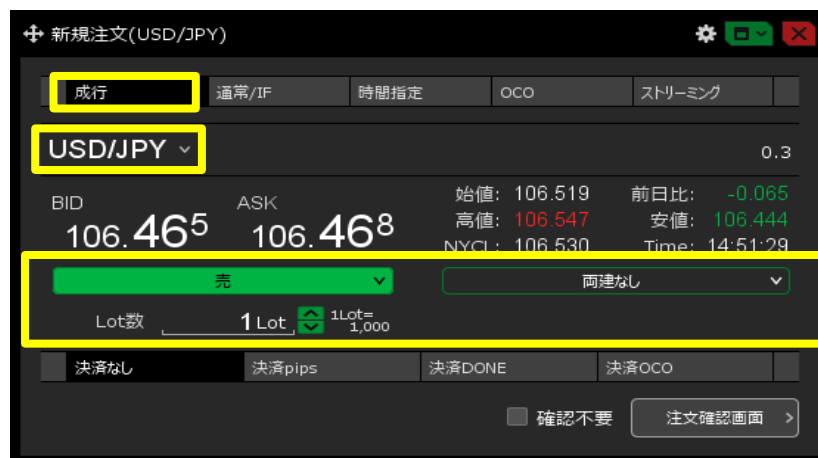 新規注文(USD/JPY)
成行 通常/IF 時間指定 OCO ストリーミング
USD/JPY 0.3
BID ASK 始値: 106.519 前日比: -0.065
106.465 106.468 高値: 106.547 安値: 106.444
NYCL: 106.530 Time: 14:51:29
売 両建なし
Lot数 1 Lot 1Lot=
1,000
決済なし 決済pips 決済DONE 決済OCO
確認不要 注文確認画面 >